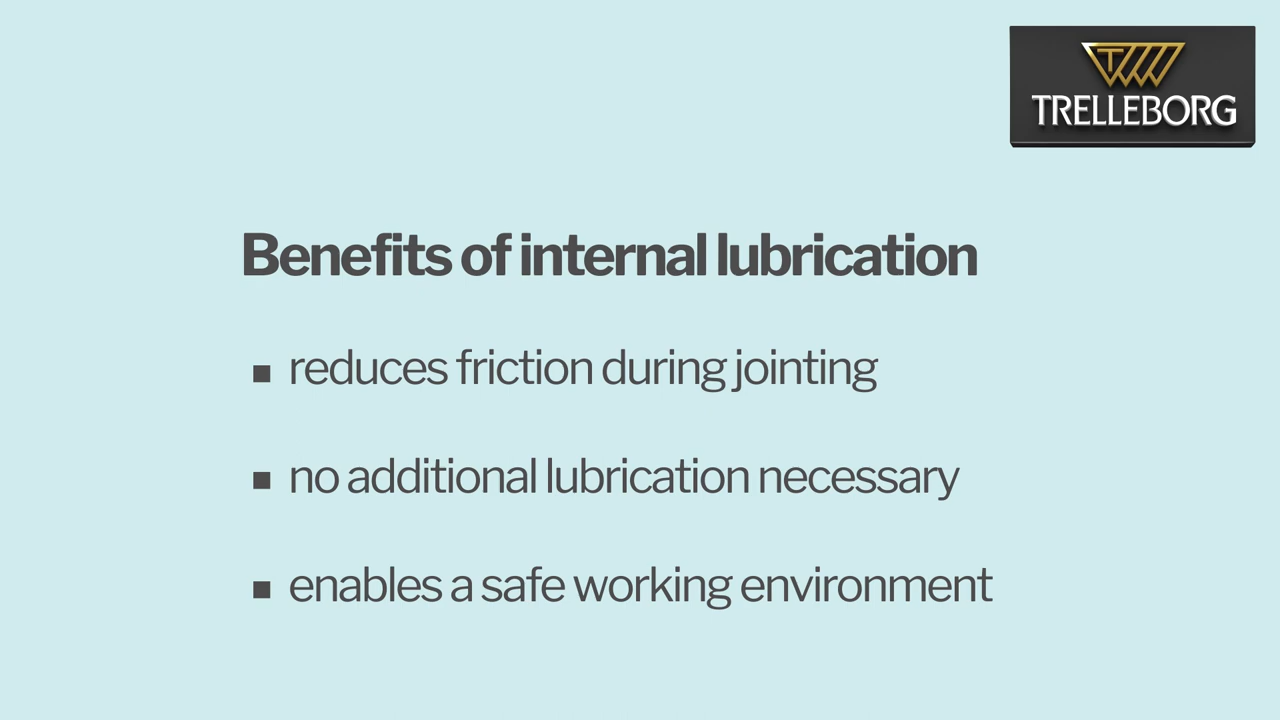 TRELLEBORG
Benefits of internal lubrication
▪ reduces friction during jointing
▪ no additional lubrication necessary
▪ enables a safe working environment